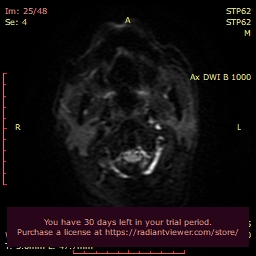 Im: 25/48
Se: 4
A
STP62
STP62
M
Ax DWI B 1000
R
L
You have 30 days left in your trial period.
Purchase a license at https://radiantviewer.com/store/